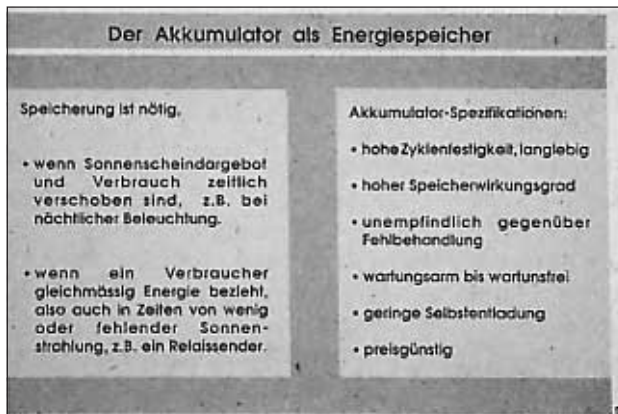 Der Akkumulator als Energiespeicher
Speicherung ist nötig,
• wenn Sonnenscheindargebot
und Verbrauch zeitlich
verschoben sind, z.B. bei
nächtlicher Beleuchtung.
• wenn ein Verbraucher
gleichmässig Energie bezieht,
also auch in Zeiten von wenig
oder fehlender Sonnen-
strahlung, z.B. ein Relaissender.
Akkumulator-Spezifikationen:
• hohe Zyklenfestigkeit, langlebig
• hoher Speicherwirkungsgrad
• unempfindlich gegenüber
Fehlbehandlung
• wartungsarm bis wartunsfrei
• geringe Selbstentladung
• preisgünstig